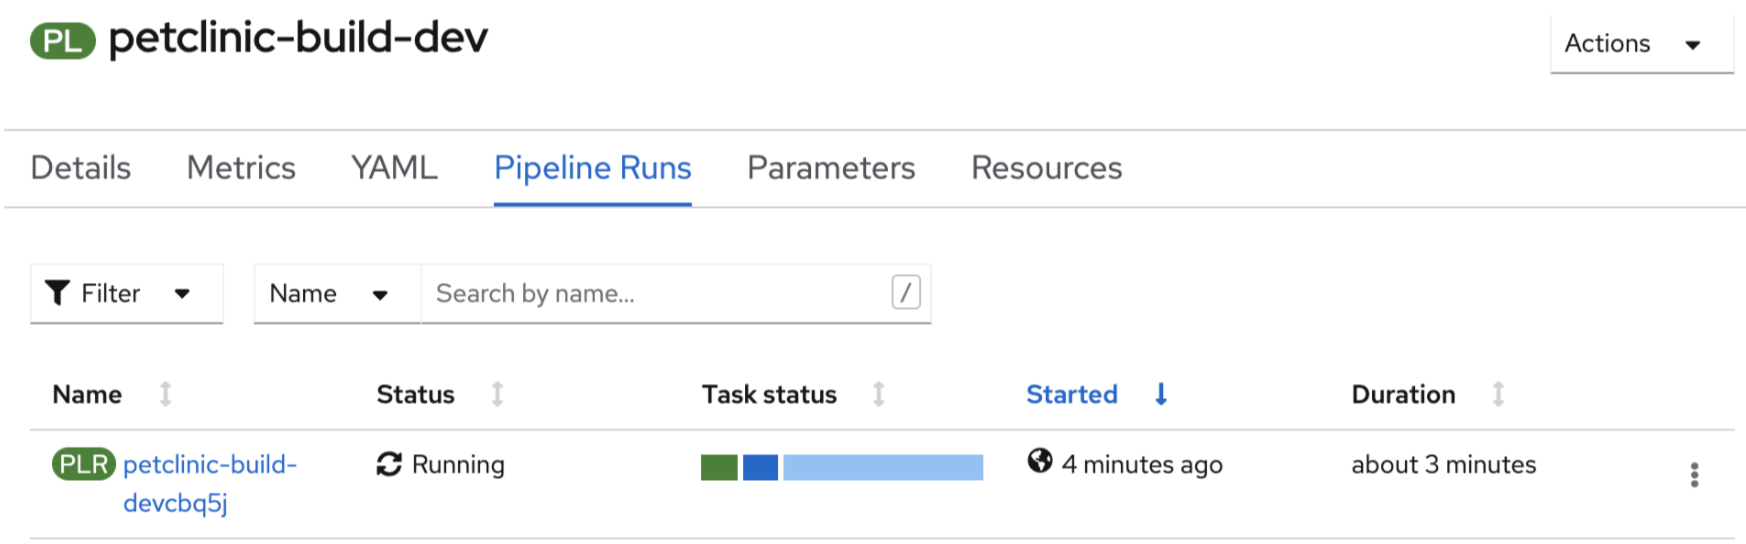 PL petclinic-build-dev
Actions
Details Metrics YAML Pipeline Runs Parameters Resources
Filter Name Search by name... /
Name Status Task status Started Duration
PLR petclinic-build- Running 4 minutes ago about 3 minutes
devcbq5j